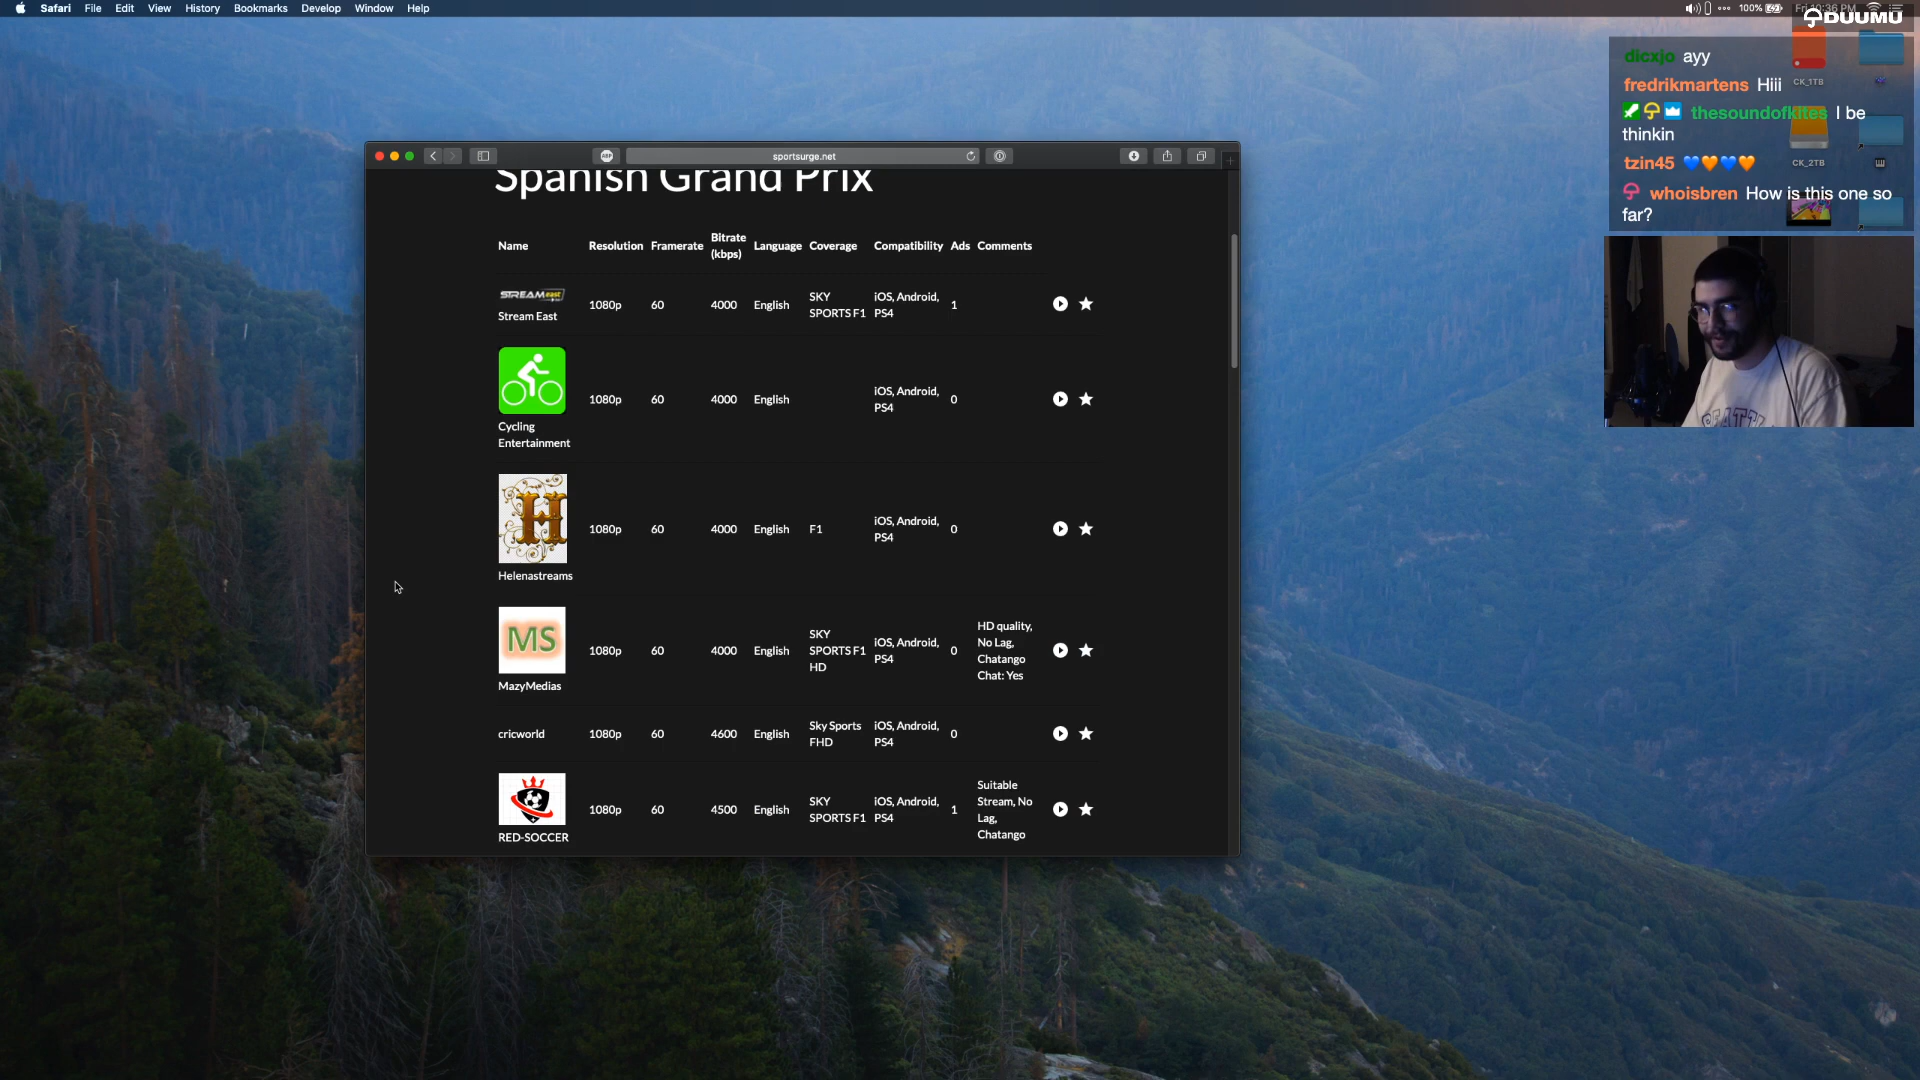 Safari File Edit View History Bookmarks Develop Window Help
100%
DUUMU
dicxjo ayy
fredrikmartens Hiii
thesoundofkites I be
thinkin
tzin45
whoisbren How is this one so
far?
CK_1TB
CK_2TB
ABP
sportsurge.net
Spanish Grand Prix
Name Resolution Framerate Bitrate (kbps) Language Coverage Compatibility Ads Comments
STREAMeast
Stream East
1080p 60 4000 English
SKY
SPORTS F1
iOS, Android,
PS4
1
Cycling
Entertainment
1080p 60 4000 English
iOS, Android,
PS4
0
H
Helenastreams
1080p 60 4000 English F1
iOS, Android,
PS4
0
MS
MazyMedias
1080p 60 4000 English
SKY
SPORTS F1
HD
iOS, Android,
PS4
0
HD quality,
No Lag,
Chatango
Chat: Yes
cricworld
1080p 60 4600 English
Sky Sports
FHD
iOS, Android,
PS4
0
RED-SOCCER
1080p 60 4500 English
SKY
SPORTS F1
iOS, Android,
PS4
1
Suitable
Stream, No
Lag,
Chatango